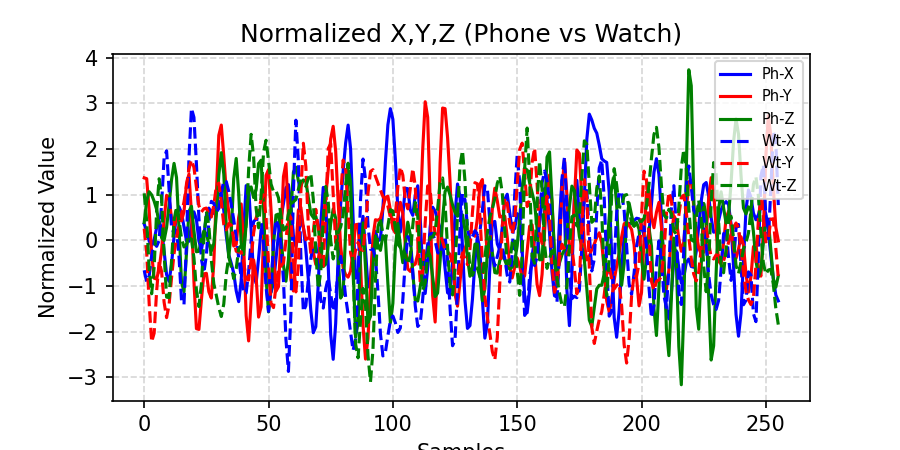 Normalized X,Y,Z (Phone vs Watch)
Normalized Value
4
3
2
1
0
−1
−2
−3
0
50
100
150
200
250
Samples
Ph-X
Ph-Y
Ph-Z
Wt-X
Wt-Y
Wt-Z